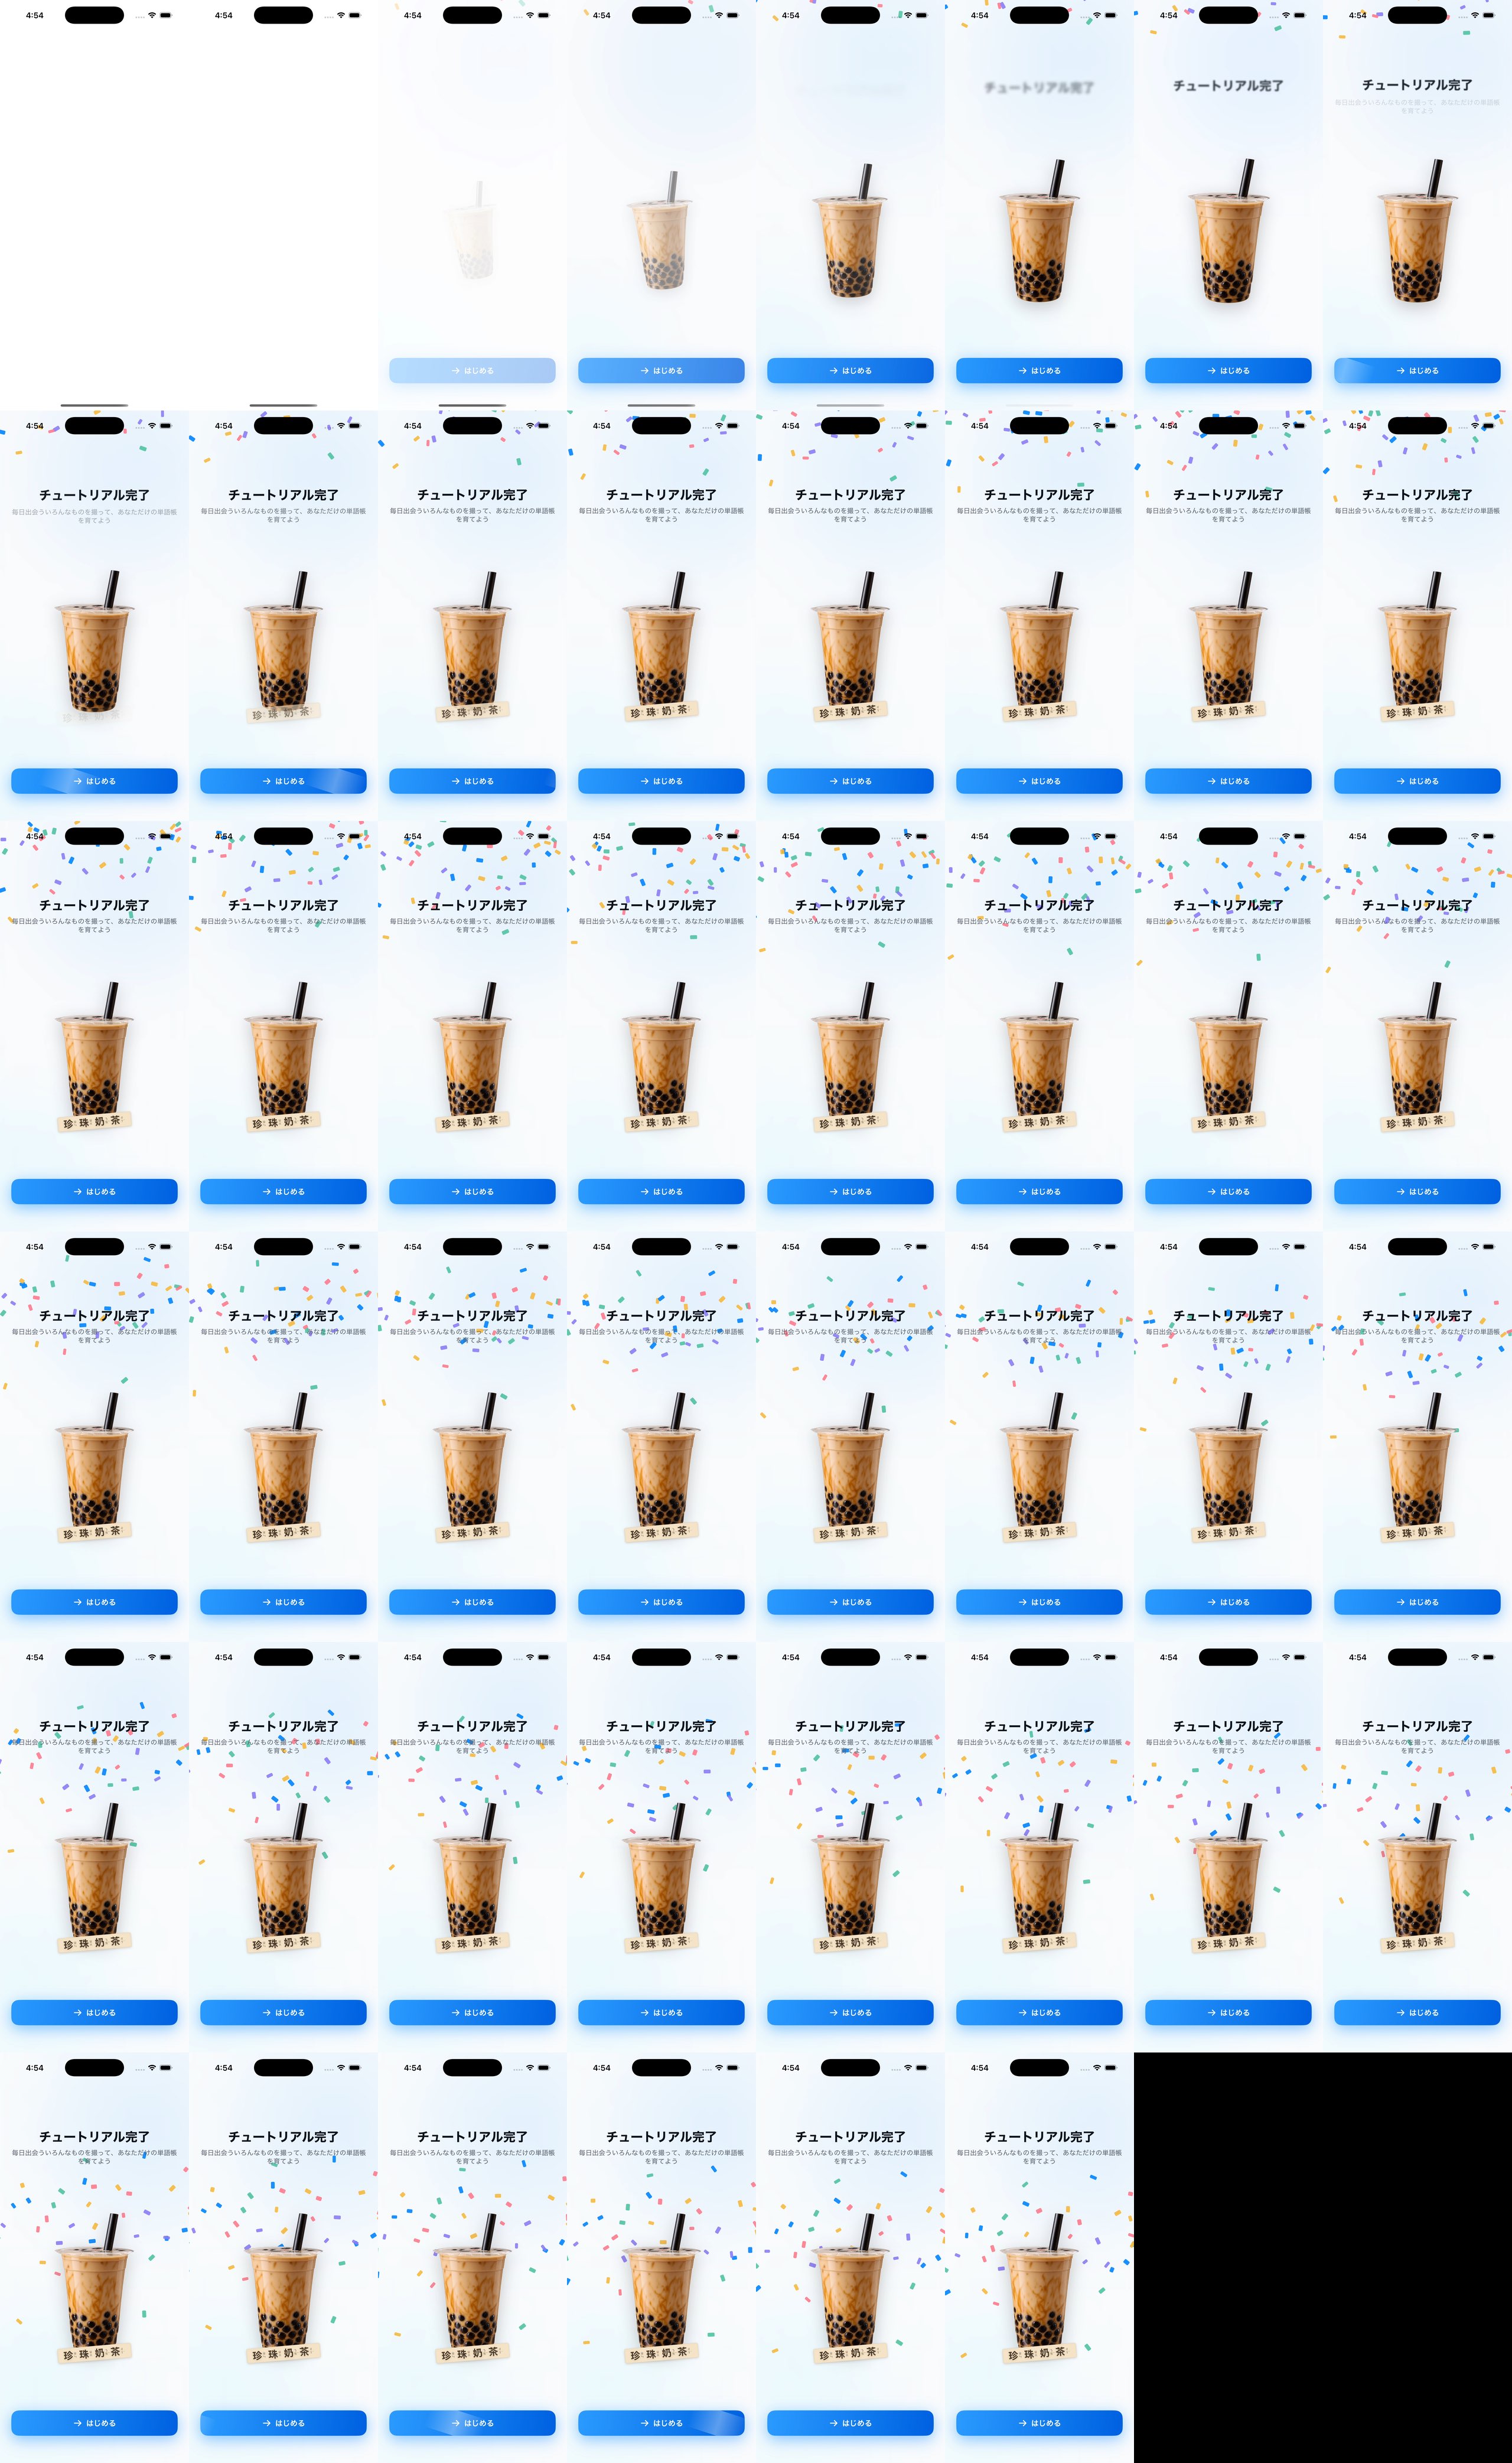 4:54
チュートリアル完了
毎日出会ういろんなものを撮って、あなただけの単語帳
を育てよう
珍珠奶茶
→ はじめる